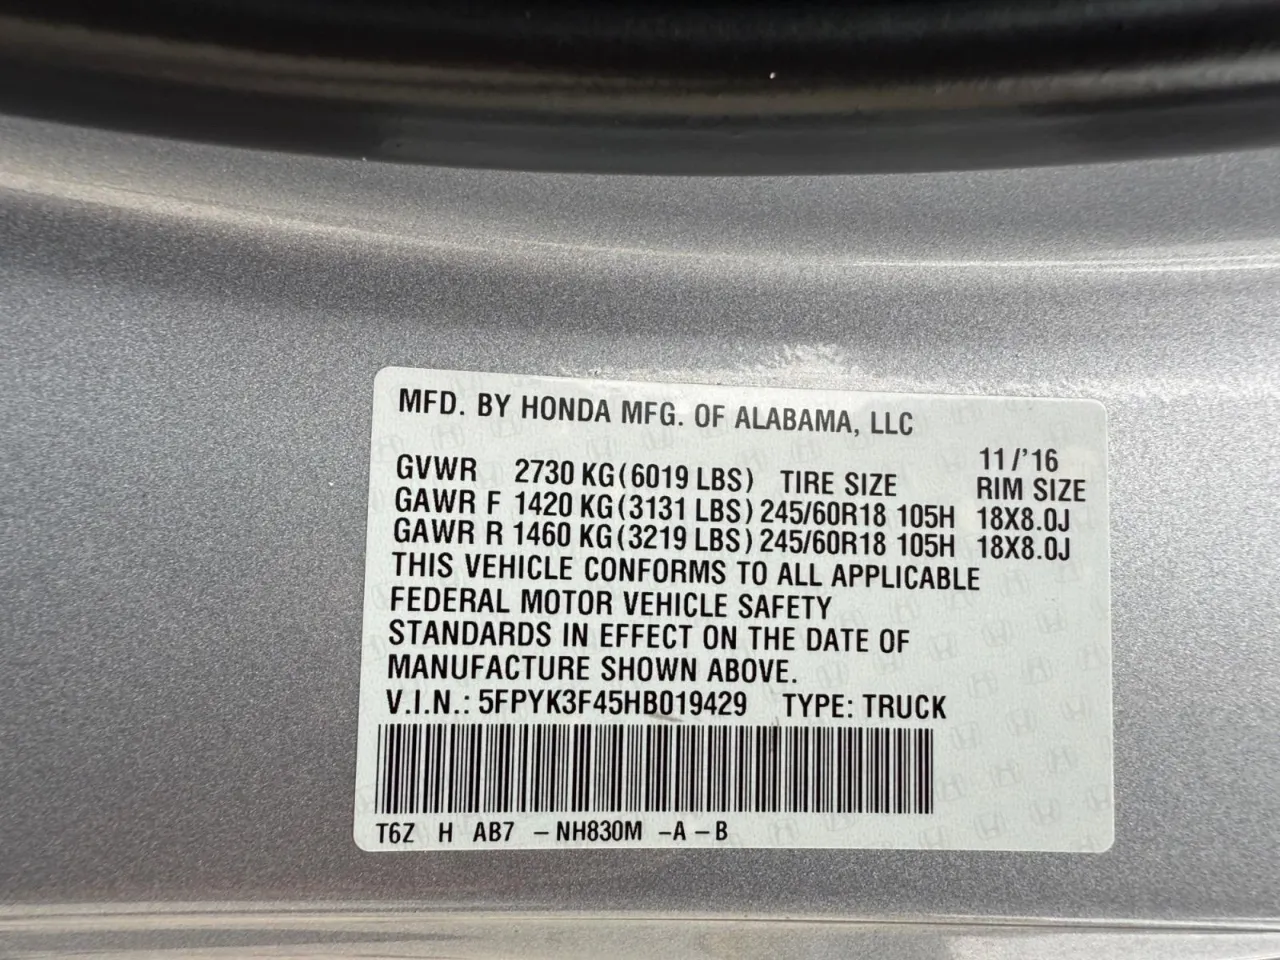 MFD. BY HONDA MFG. OF ALABAMA, LLC
11/'16
GVWR 2730 KG(6019 LBS) TIRE SIZE RIM SIZE
GAWR F 1420 KG(3131 LBS) 245/60R18 105H 18X8.0J
GAWR R 1460 KG(3219 LBS) 245/60R18 105H 18X8.0J
THIS VEHICLE CONFORMS TO ALL APPLICABLE
FEDERAL MOTOR VEHICLE SAFETY
STANDARDS IN EFFECT ON THE DATE OF
MANUFACTURE SHOWN ABOVE.
V.I.N.: 5FPYK3F45HB019429 TYPE: TRUCK
T6Z H AB7 -NH830M -A -B